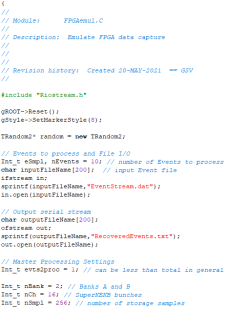 {
//
// Module:     FPGAemul.C
//
// Description:  Emulate FPGA data capture
//
//
//
//
// Revision history:  Created 20-MAY-2021  == GSV
//

#include "Riostream.h"

gROOT->Reset();
gStyle->SetMarkerStyle(8);

TRandom2* random = new TRandom2;

// Events to process and File I/O
Int_t eSmpl, nEvents = 10; // number of Events to process
char inputFileName[200];  // input Event file
ifstream in;
sprintf(inputFileName,"EventStream.dat");
in.open(inputFileName);

// Output serial stream
char outputFileName[200];
ofstream out;
sprintf(outputFileName,"RecoveredEvents.txt");
out.open(outputFileName);

// Master Processing Settings
Int_t evts2proc = 1; // can be less than total in general

Int_t nBank = 2; // Banks A and B
Int_t nCh = 16; // SuperKEKB bunches
Int_t nSmpl = 256; // number of storage samples